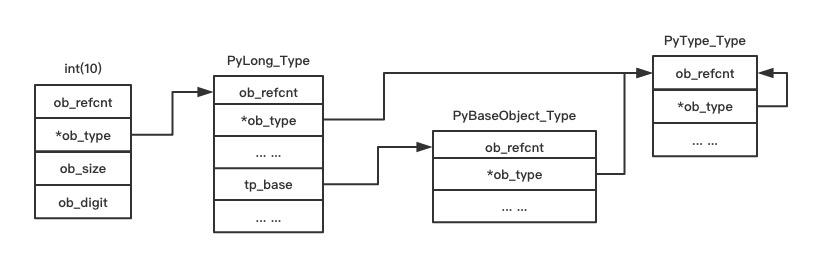 int(10)
ob_refcnt
*ob_type
ob_size
ob_digit
PyLong_Type
ob_refcnt
*ob_type
... ...
tp_base
... ...
PyBaseObject_Type
ob_refcnt
*ob_type
... ...
PyType_Type
ob_refcnt
*ob_type
... ...